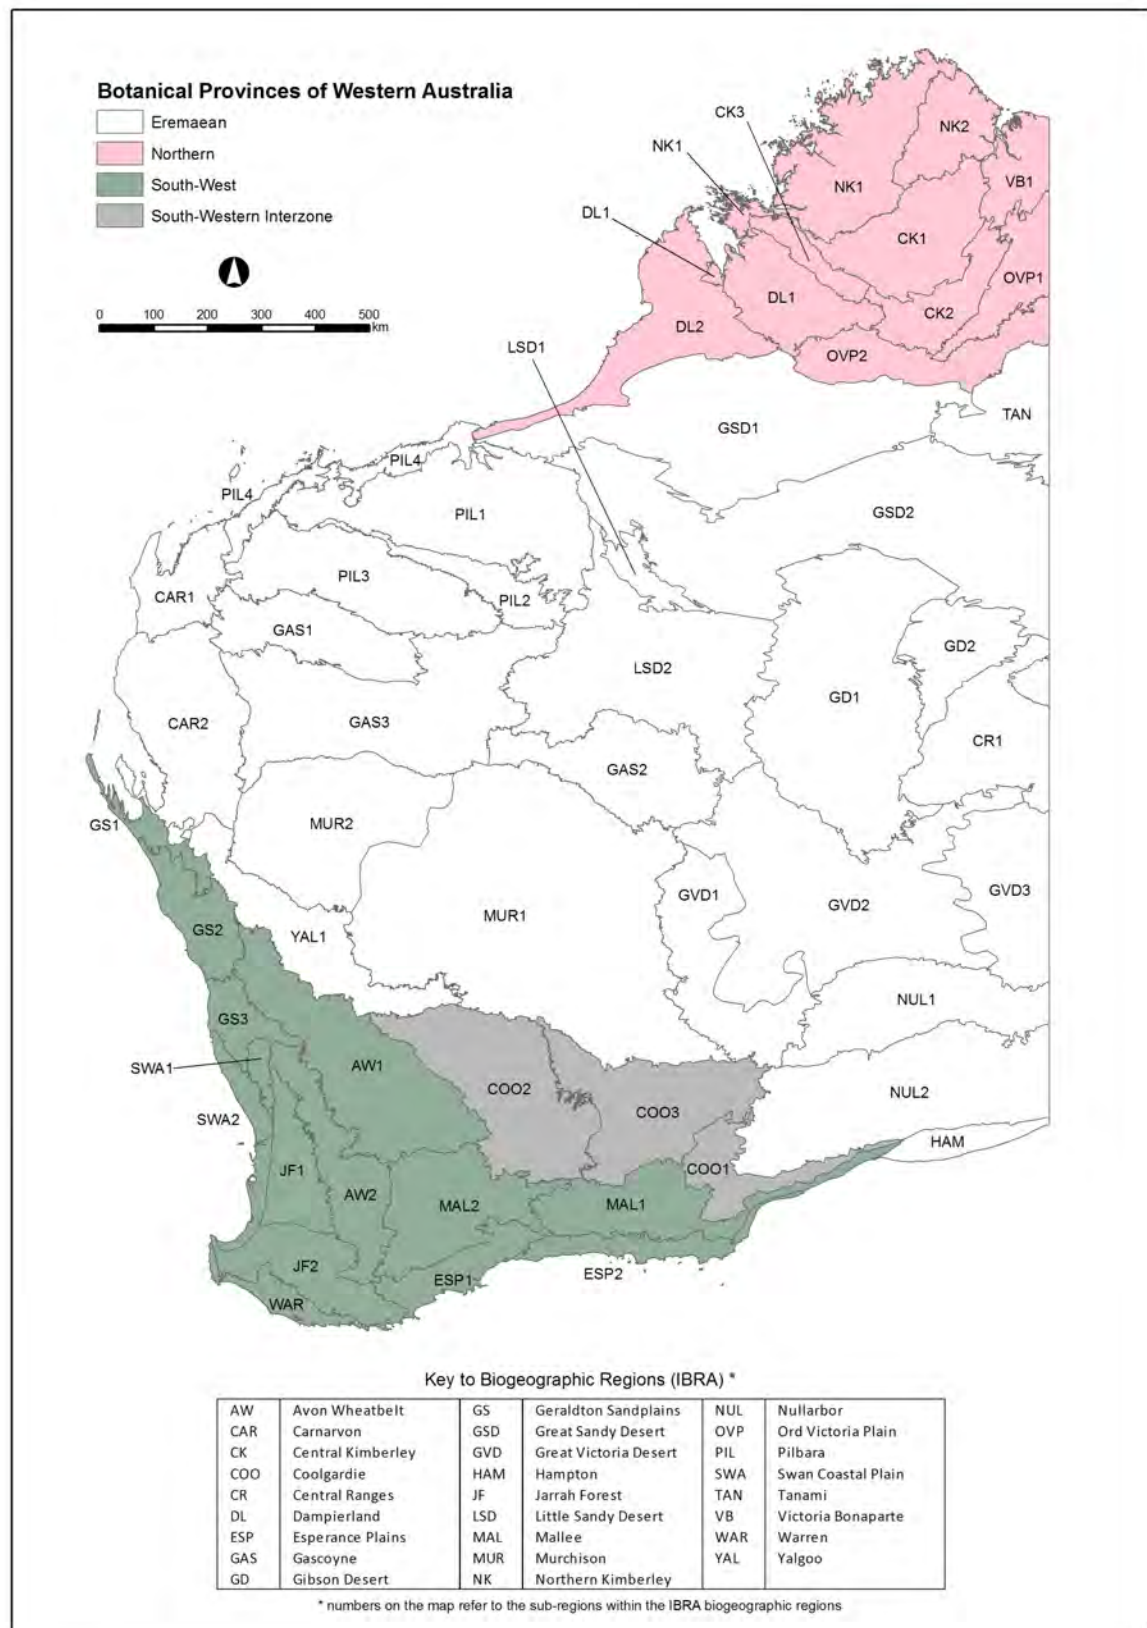 Botanical Provinces of Western Australia
Eremaean
Northern
South-West
South-Western Interzone
0 100 200 300 400 500
km
CK3
NK2
NK1
VB1
NK1
DL1
CK1
OVP1
DL1
CK2
DL2
OVP2
LSD1
TAN
GSD1
PIL4
PIL4
PIL1
GSD2
PIL3
CAR1
PIL2
GAS1
GD2
LSD2
GD1
CAR2
GAS3
CR1
GAS2
GS1
MUR2
GVD1
GVD3
GVD2
MUR1
GS2
YAL1
NUL1
GS3
SWA1
AW1
COO2
NUL2
COO3
SWA2
HAM
JF1
COO1
AW2
MAL2
MAL1
JF2
ESP1
ESP2
WAR
Key to Biogeographic Regions (IBRA) *
AW Avon Wheatbelt GS Geraldton Sandplains NUL Nullarbor
CAR Carnarvon GSD Great Sandy Desert OVP Ord Victoria Plain
CK Central Kimberley GVD Great Victoria Desert PIL Pilbara
COO Coolgardie HAM Hampton SWA Swan Coastal Plain
CR Central Ranges JF Jarrah Forest TAN Tanami
DL Dampierland LSD Little Sandy Desert VB Victoria Bonaparte
ESP Esperance Plains MAL Mallee WAR Warren
GAS Gascoyne MUR Murchison YAL Yalgoo
GD Gibson Desert NK Northern Kimberley
* numbers on the map refer to the sub-regions within the IBRA biogeographic regions